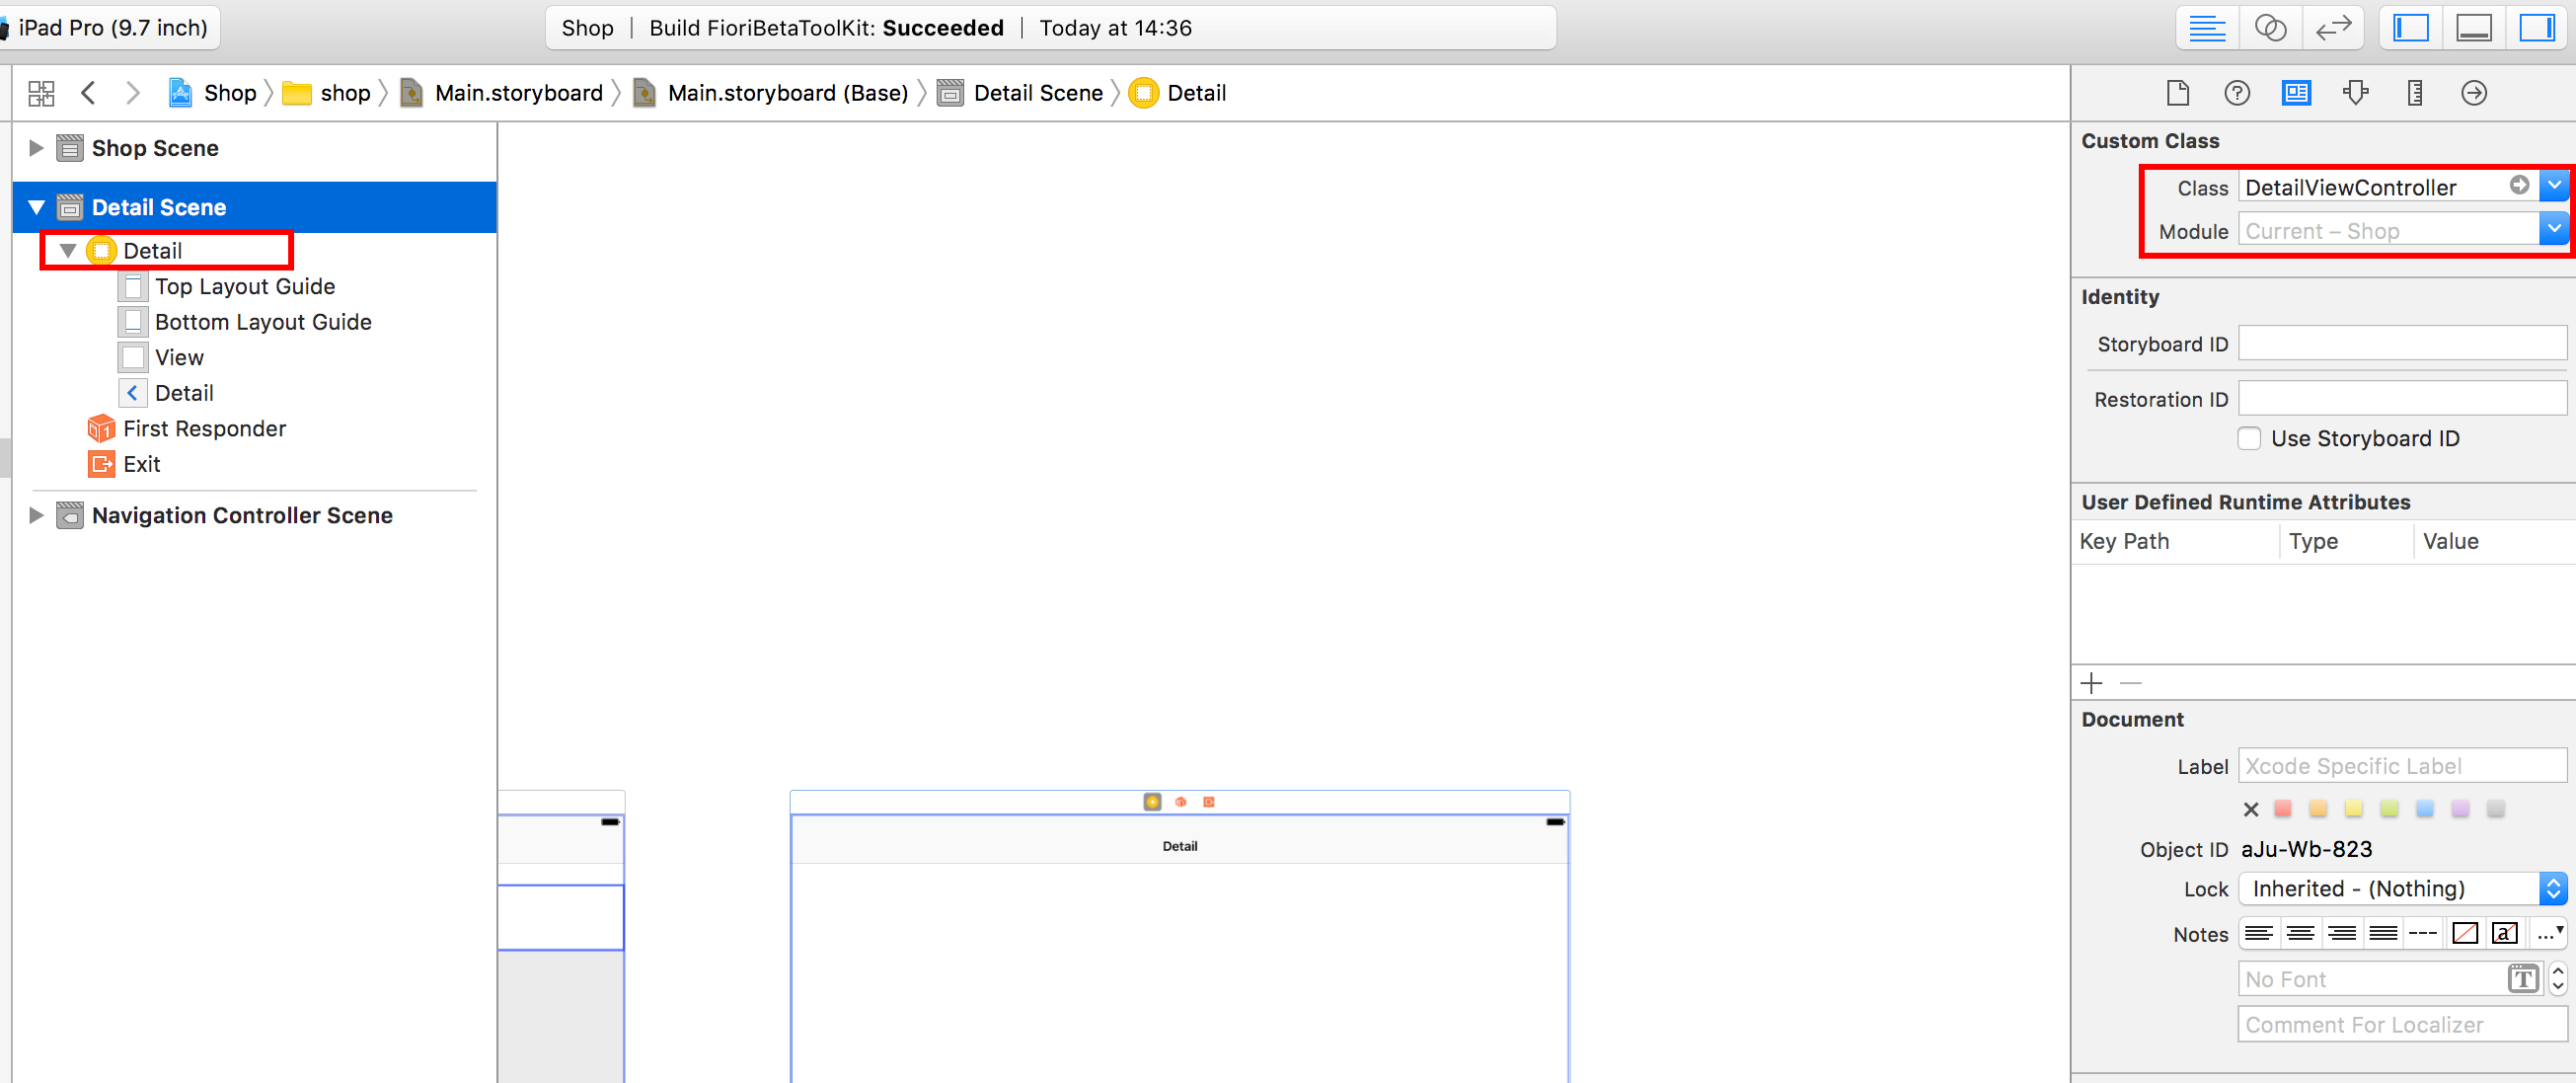 iPad Pro (9.7 inch)
Shop | Build FioriBetaToolKit: Succeeded | Today at 14:36
Shop
shop
Main.storyboard
Main.storyboard (Base)
Detail Scene
Detail
Shop Scene
Detail Scene
Detail
Top Layout Guide
Bottom Layout Guide
View
Detail
First Responder
Exit
Navigation Controller Scene
Detail
Custom Class
Class DetailViewController
Module Current – Shop
Identity
Storyboard ID
Restoration ID
Use Storyboard ID
User Defined Runtime Attributes
Key Path Type Value
Document
Label Xcode Specific Label
Object ID aJu-Wb-823
Lock Inherited - (Nothing)
Notes
No Font
Comment For Localizer